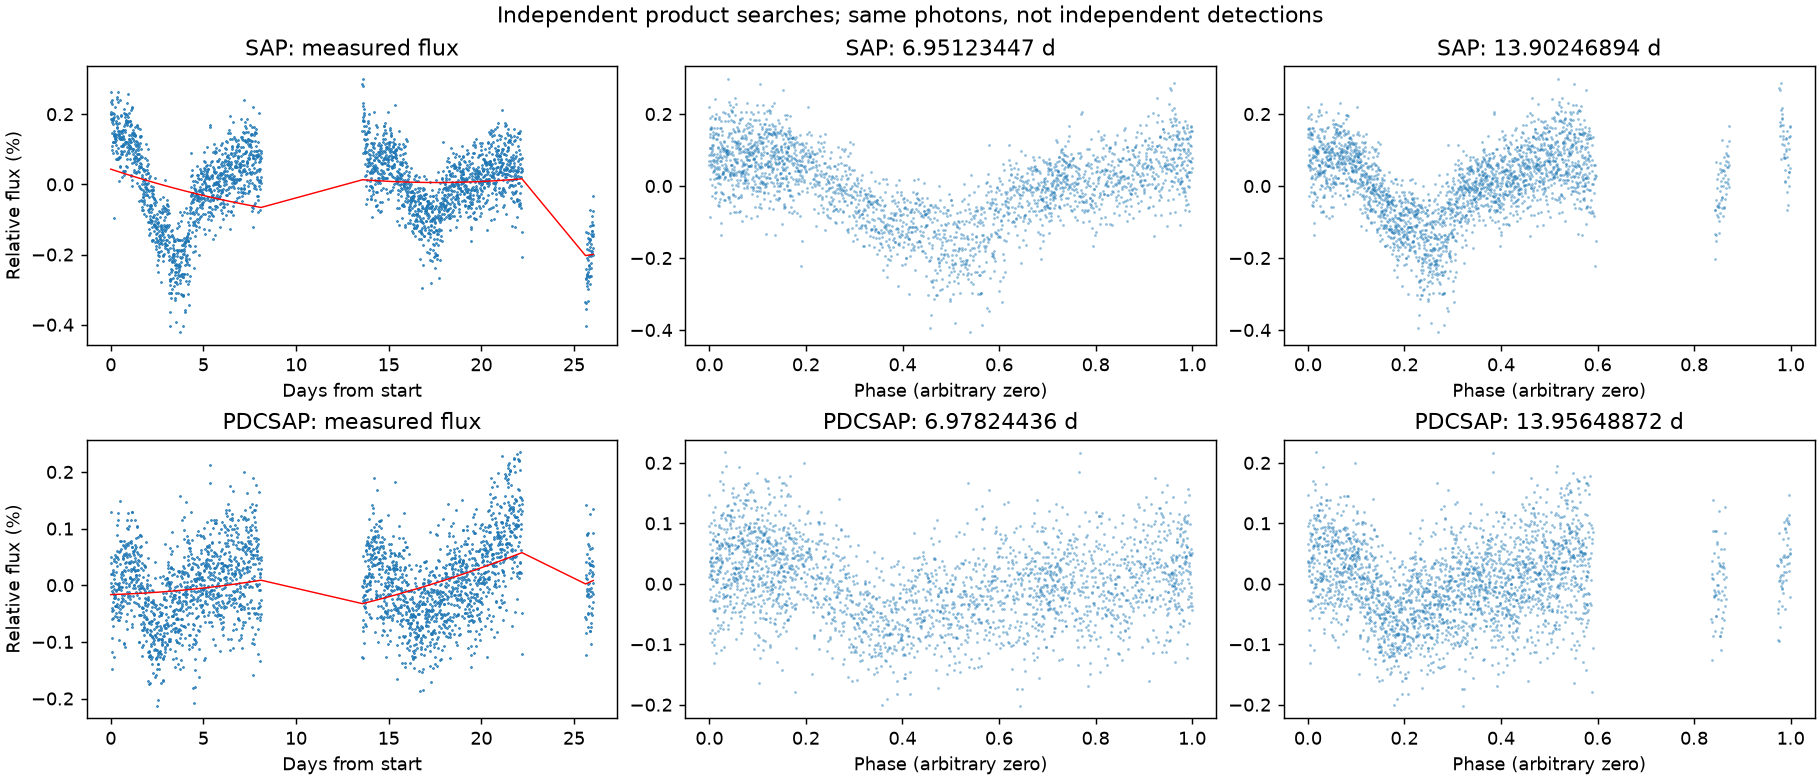 Independent product searches; same photons, not independent detections
SAP: measured flux
SAP: 6.95123447 d
SAP: 13.90246894 d
Relative flux (%)
0.2
0.0
−0.2
−0.4
0.2
0.0
−0.2
−0.4
0.2
0.0
−0.2
−0.4
0 5 10 15 20 25
0.0 0.2 0.4 0.6 0.8 1.0
0.0 0.2 0.4 0.6 0.8 1.0
Days from start
Phase (arbitrary zero)
Phase (arbitrary zero)
PDCSAP: measured flux
PDCSAP: 6.97824436 d
PDCSAP: 13.95648872 d
Relative flux (%)
0.2
0.1
0.0
−0.1
−0.2
0.2
0.1
0.0
−0.1
−0.2
0.2
0.1
0.0
−0.1
−0.2
0 5 10 15 20 25
0.0 0.2 0.4 0.6 0.8 1.0
0.0 0.2 0.4 0.6 0.8 1.0
Days from start
Phase (arbitrary zero)
Phase (arbitrary zero)